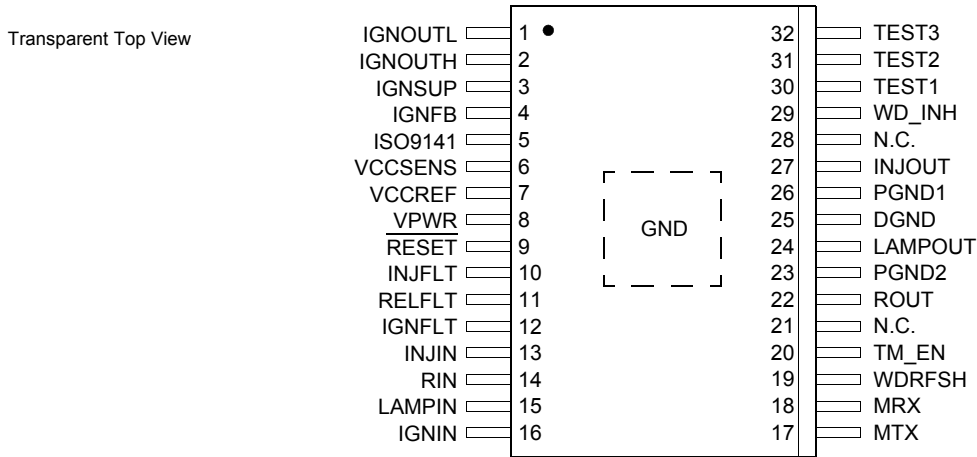 Transparent Top View
IGNOUTL 1 32 TEST3
IGNOUTH 2 31 TEST2
IGNSUP 3 30 TEST1
IGNFB 4 29 WD_INH
ISO9141 5 28 N.C.
VCCSENS 6 27 INJOUT
VCCREF 7 26 PGND1
VPWR 8 25 DGND
GND
RESET 9 24 LAMPOUT
INJFLT 10 23 PGND2
RELFLT 11 22 ROUT
IGNFLT 12 21 N.C.
INJIN 13 20 TM_EN
RIN 14 19 WDRFSH
LAMPIN 15 18 MRX
IGNIN 16 17 MTX